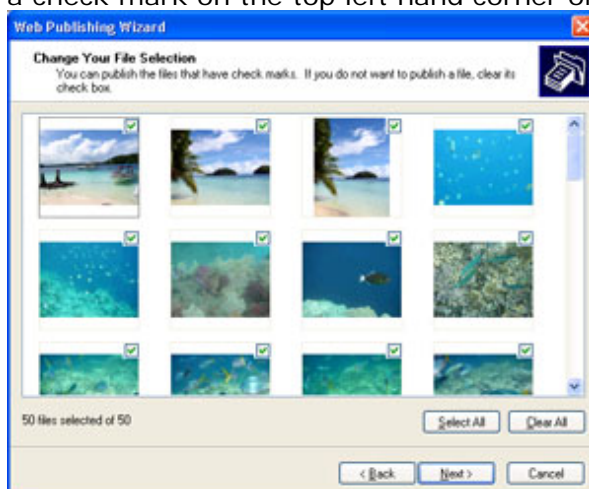 a check mark on the top left hand corner of
Web Publishing Wizard
Change Your File Selection
You can publish the files that have check marks. If you do not want to publish a file, clear its
check box.
50 files selected of 50
Select All
Clear All
< Back
Next >
Cancel